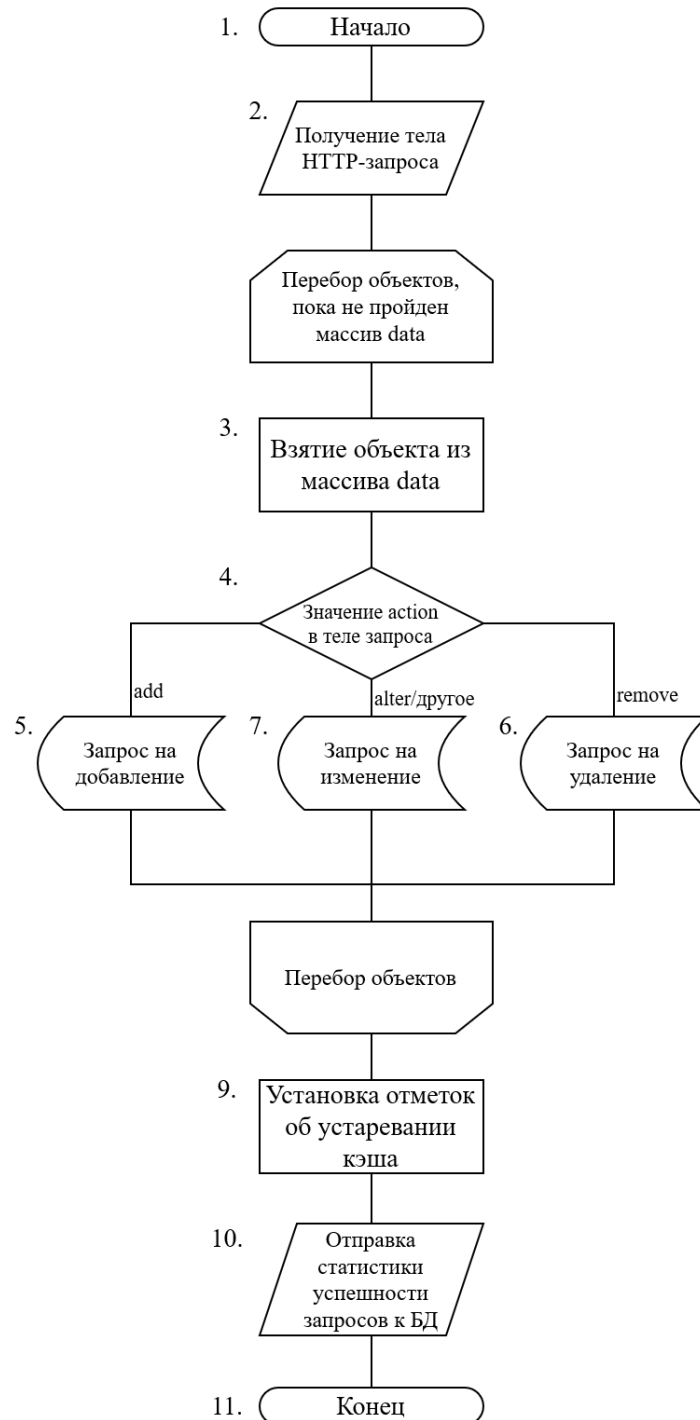 1. Начало
2. Получение тела
HTTP-запроса
Перебор объектов,
пока не пройден
массив data
3. Взятие объекта из
массива data
4. Значение action
в теле запроса
add
alter/другое
remove
5. Запрос на
добавление
7. Запрос на
изменение
6. Запрос на
удаление
Перебор объектов
9. Установка отметок
об устаревании
кэша
10. Отправка
статистики
успешности
запросов к БД
11. Конец